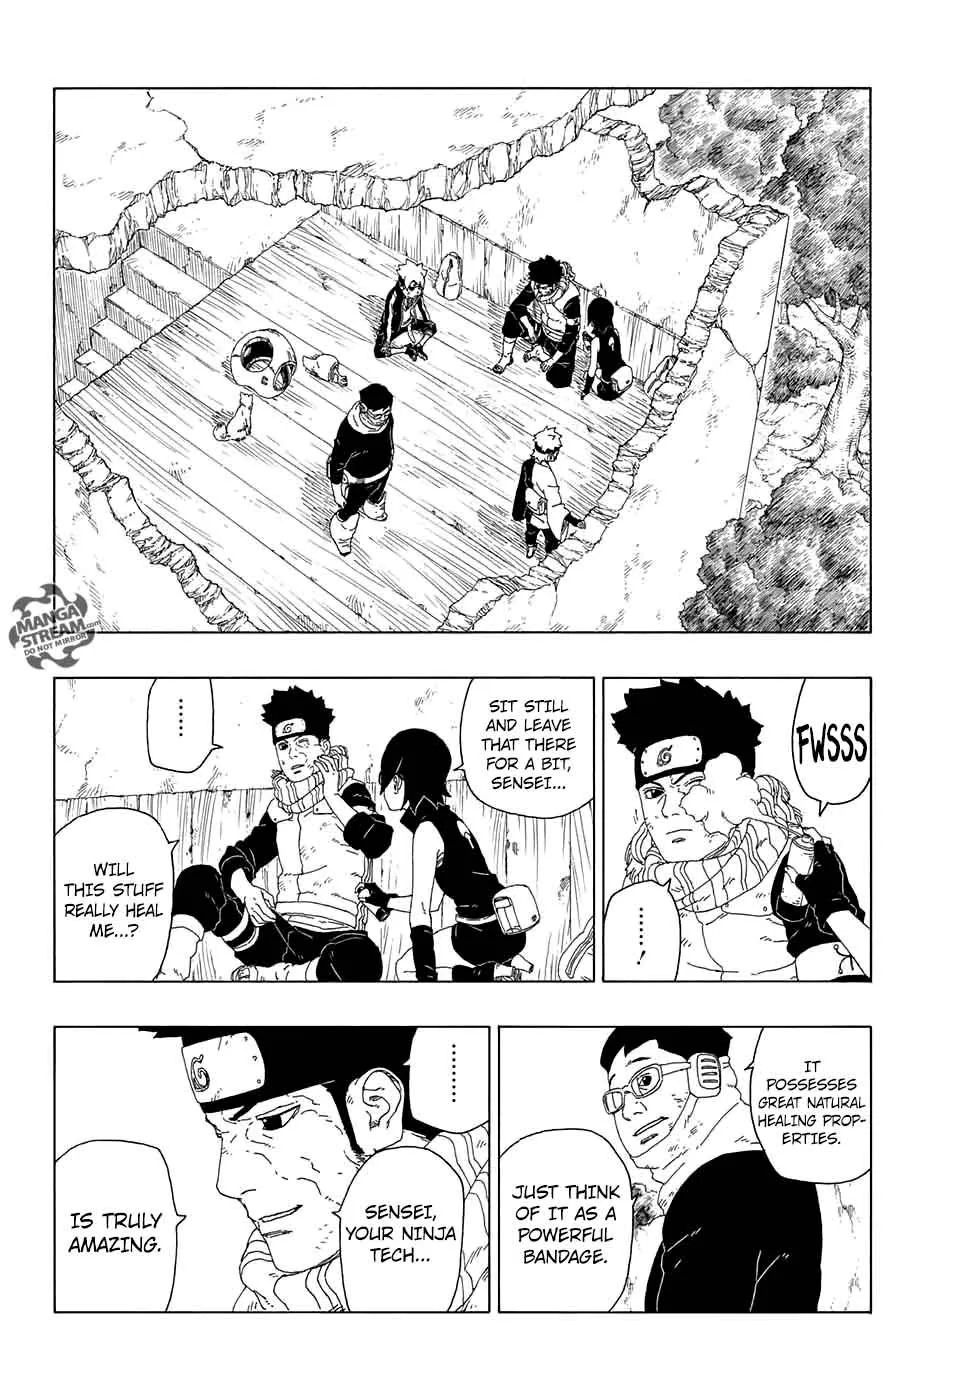 MANGA
STREAM.com
DO NOT MIRROR
FWSSS
......!
SIT STILL
AND LEAVE
THAT THERE
FOR A BIT,
SENSEI...
......
WILL
THIS STUFF
REALLY HEAL
ME...?
IT
POSSESSES
GREAT NATURAL
HEALING PROP-
ERTIES.
JUST THINK
OF IT AS A
POWERFUL
BANDAGE.
......
SENSEI,
YOUR NINJA
TECH...
IS TRULY
AMAZING.